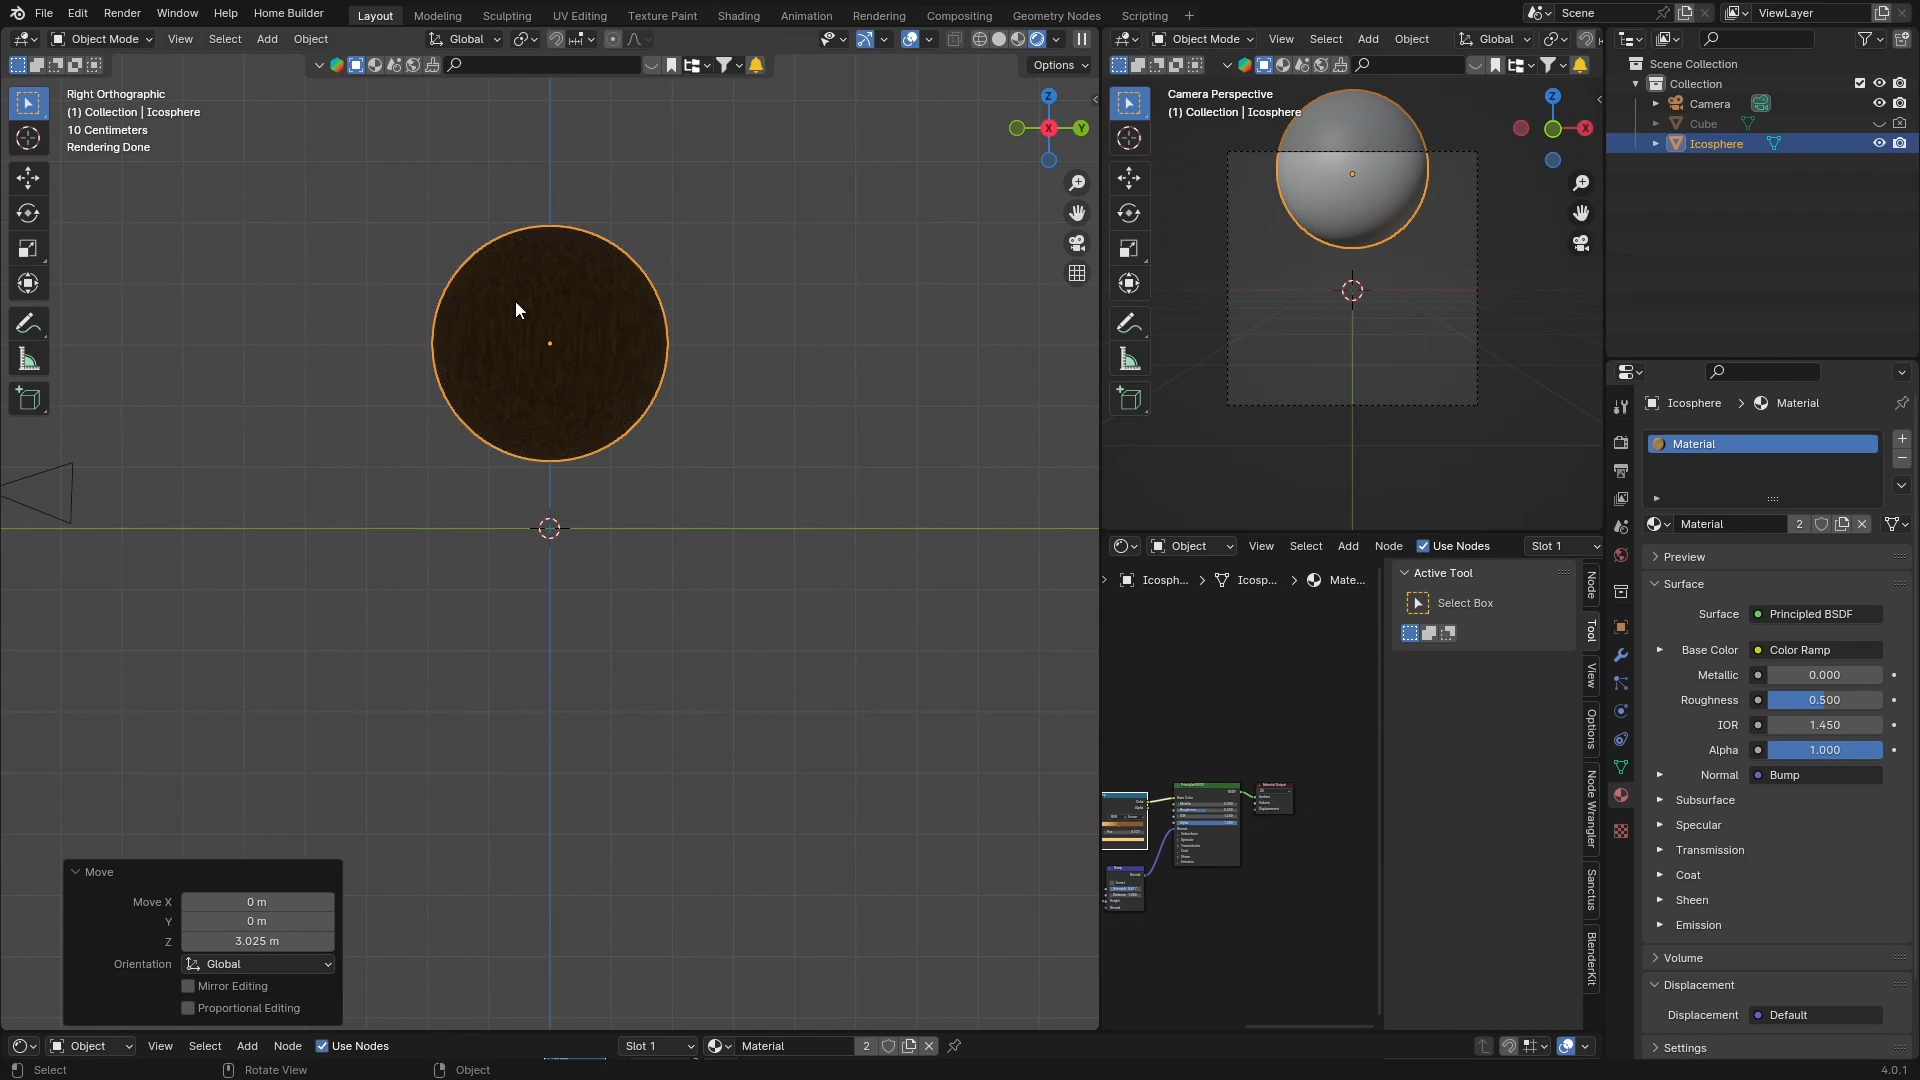 File Edit Render Window Help Home Builder Layout Modeling Sculpting UV Editing Texture Paint Shading Animation Rendering Compositing Geometry Nodes Scripting + Scene ViewLayer
Object Mode View Select Add Object Global
Options
Right Orthographic
(1) Collection | Icosphere
10 Centimeters
Rendering Done
Z
X
Y
Move
Move X 0 m
Y 0 m
Z 3.025 m
Orientation Global
Mirror Editing
Proportional Editing
Object View Select Add Node Use Nodes Slot 1 Material 2
Select Rotate View Object 4.0.1
Object Mode View Select Add Object Global
Camera Perspective
(1) Collection | Icosphere
Z
X
Object View Select Add Node Use Nodes Slot 1
Icosph... Icosp... Mate...
Active Tool
Select Box
Node
Tool
View
Options
Node Wrangler
Sanctus
BlenderKit
Scene Collection
Collection
Camera
Cube
Icosphere
Icosphere Material
Material
Material 2
Preview
Surface
Surface Principled BSDF
Base Color Color Ramp
Metallic 0.000
Roughness 0.500
IOR 1.450
Alpha 1.000
Normal Bump
Subsurface
Specular
Transmission
Coat
Sheen
Emission
Volume
Displacement
Displacement Default
Settings